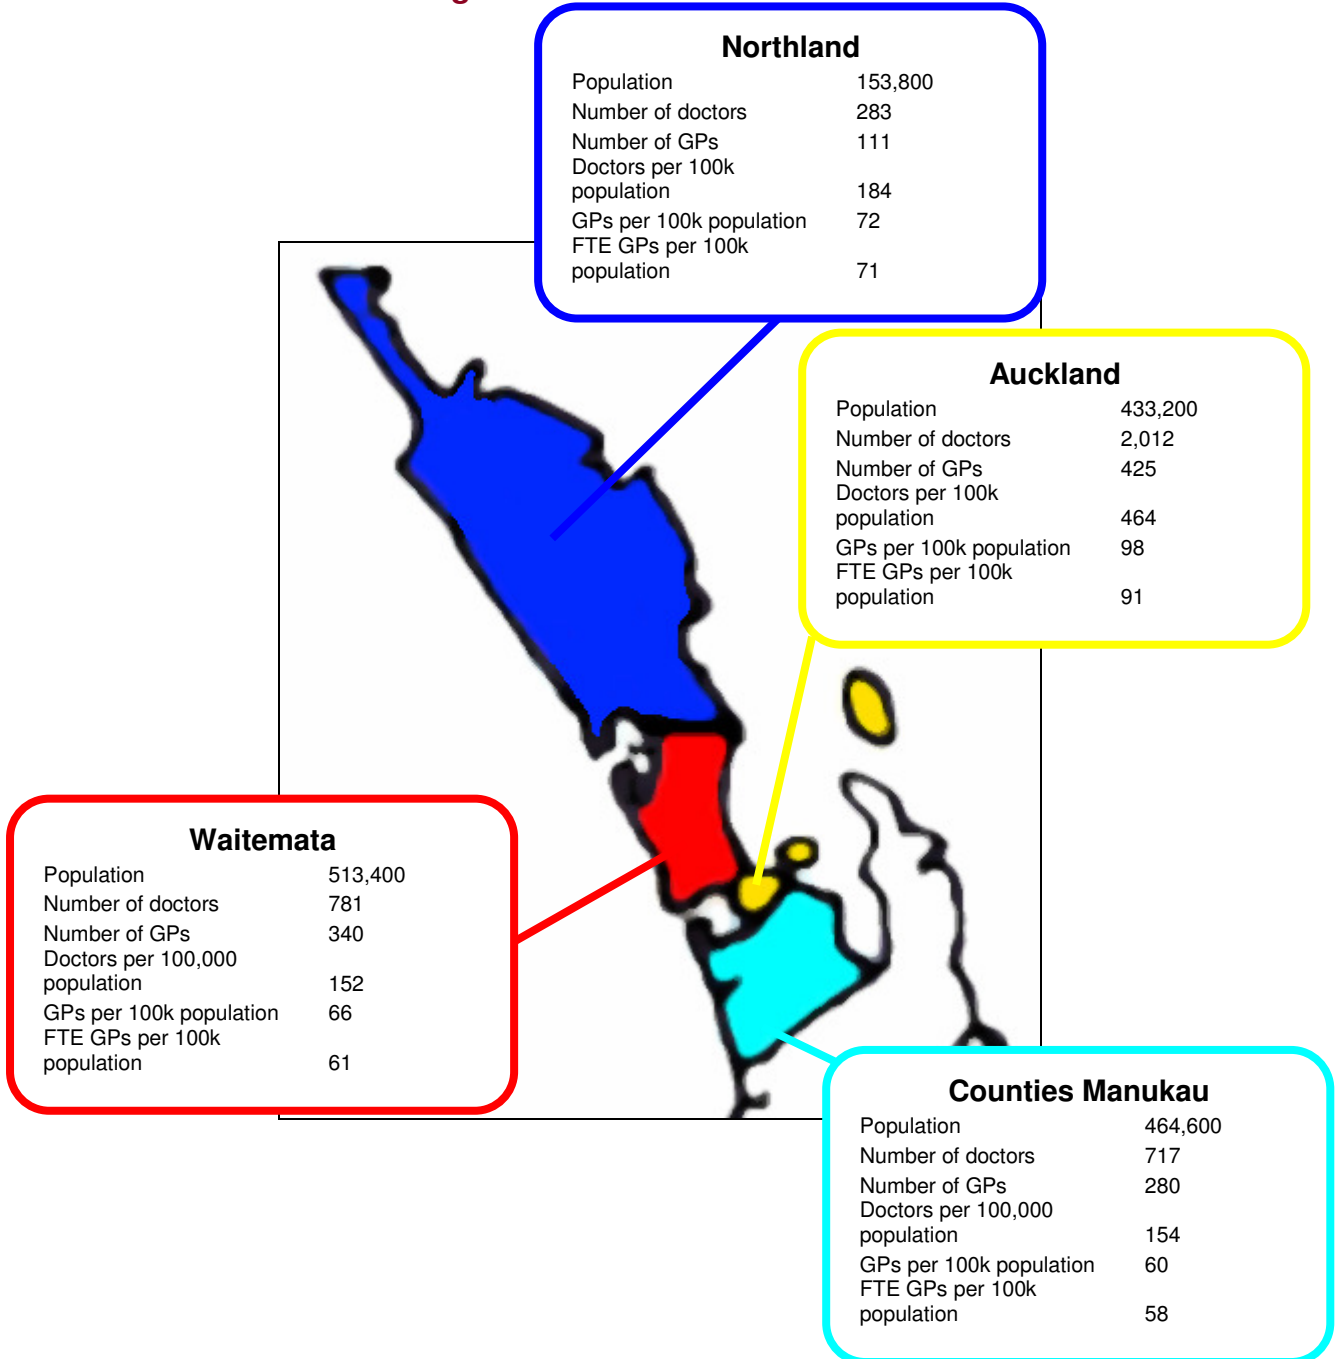 Northland
Population 153,800
Number of doctors 283
Number of GPs 111
Doctors per 100k
population 184
GPs per 100k population 72
FTE GPs per 100k
population 71
Auckland
Population 433,200
Number of doctors 2,012
Number of GPs 425
Doctors per 100k
population 464
GPs per 100k population 98
FTE GPs per 100k
population 91
Waitemata
Population 513,400
Number of doctors 781
Number of GPs 340
Doctors per 100,000
population 152
GPs per 100k population 66
FTE GPs per 100k
population 61
Counties Manukau
Population 464,600
Number of doctors 717
Number of GPs 280
Doctors per 100,000
population 154
GPs per 100k population 60
FTE GPs per 100k
population 58